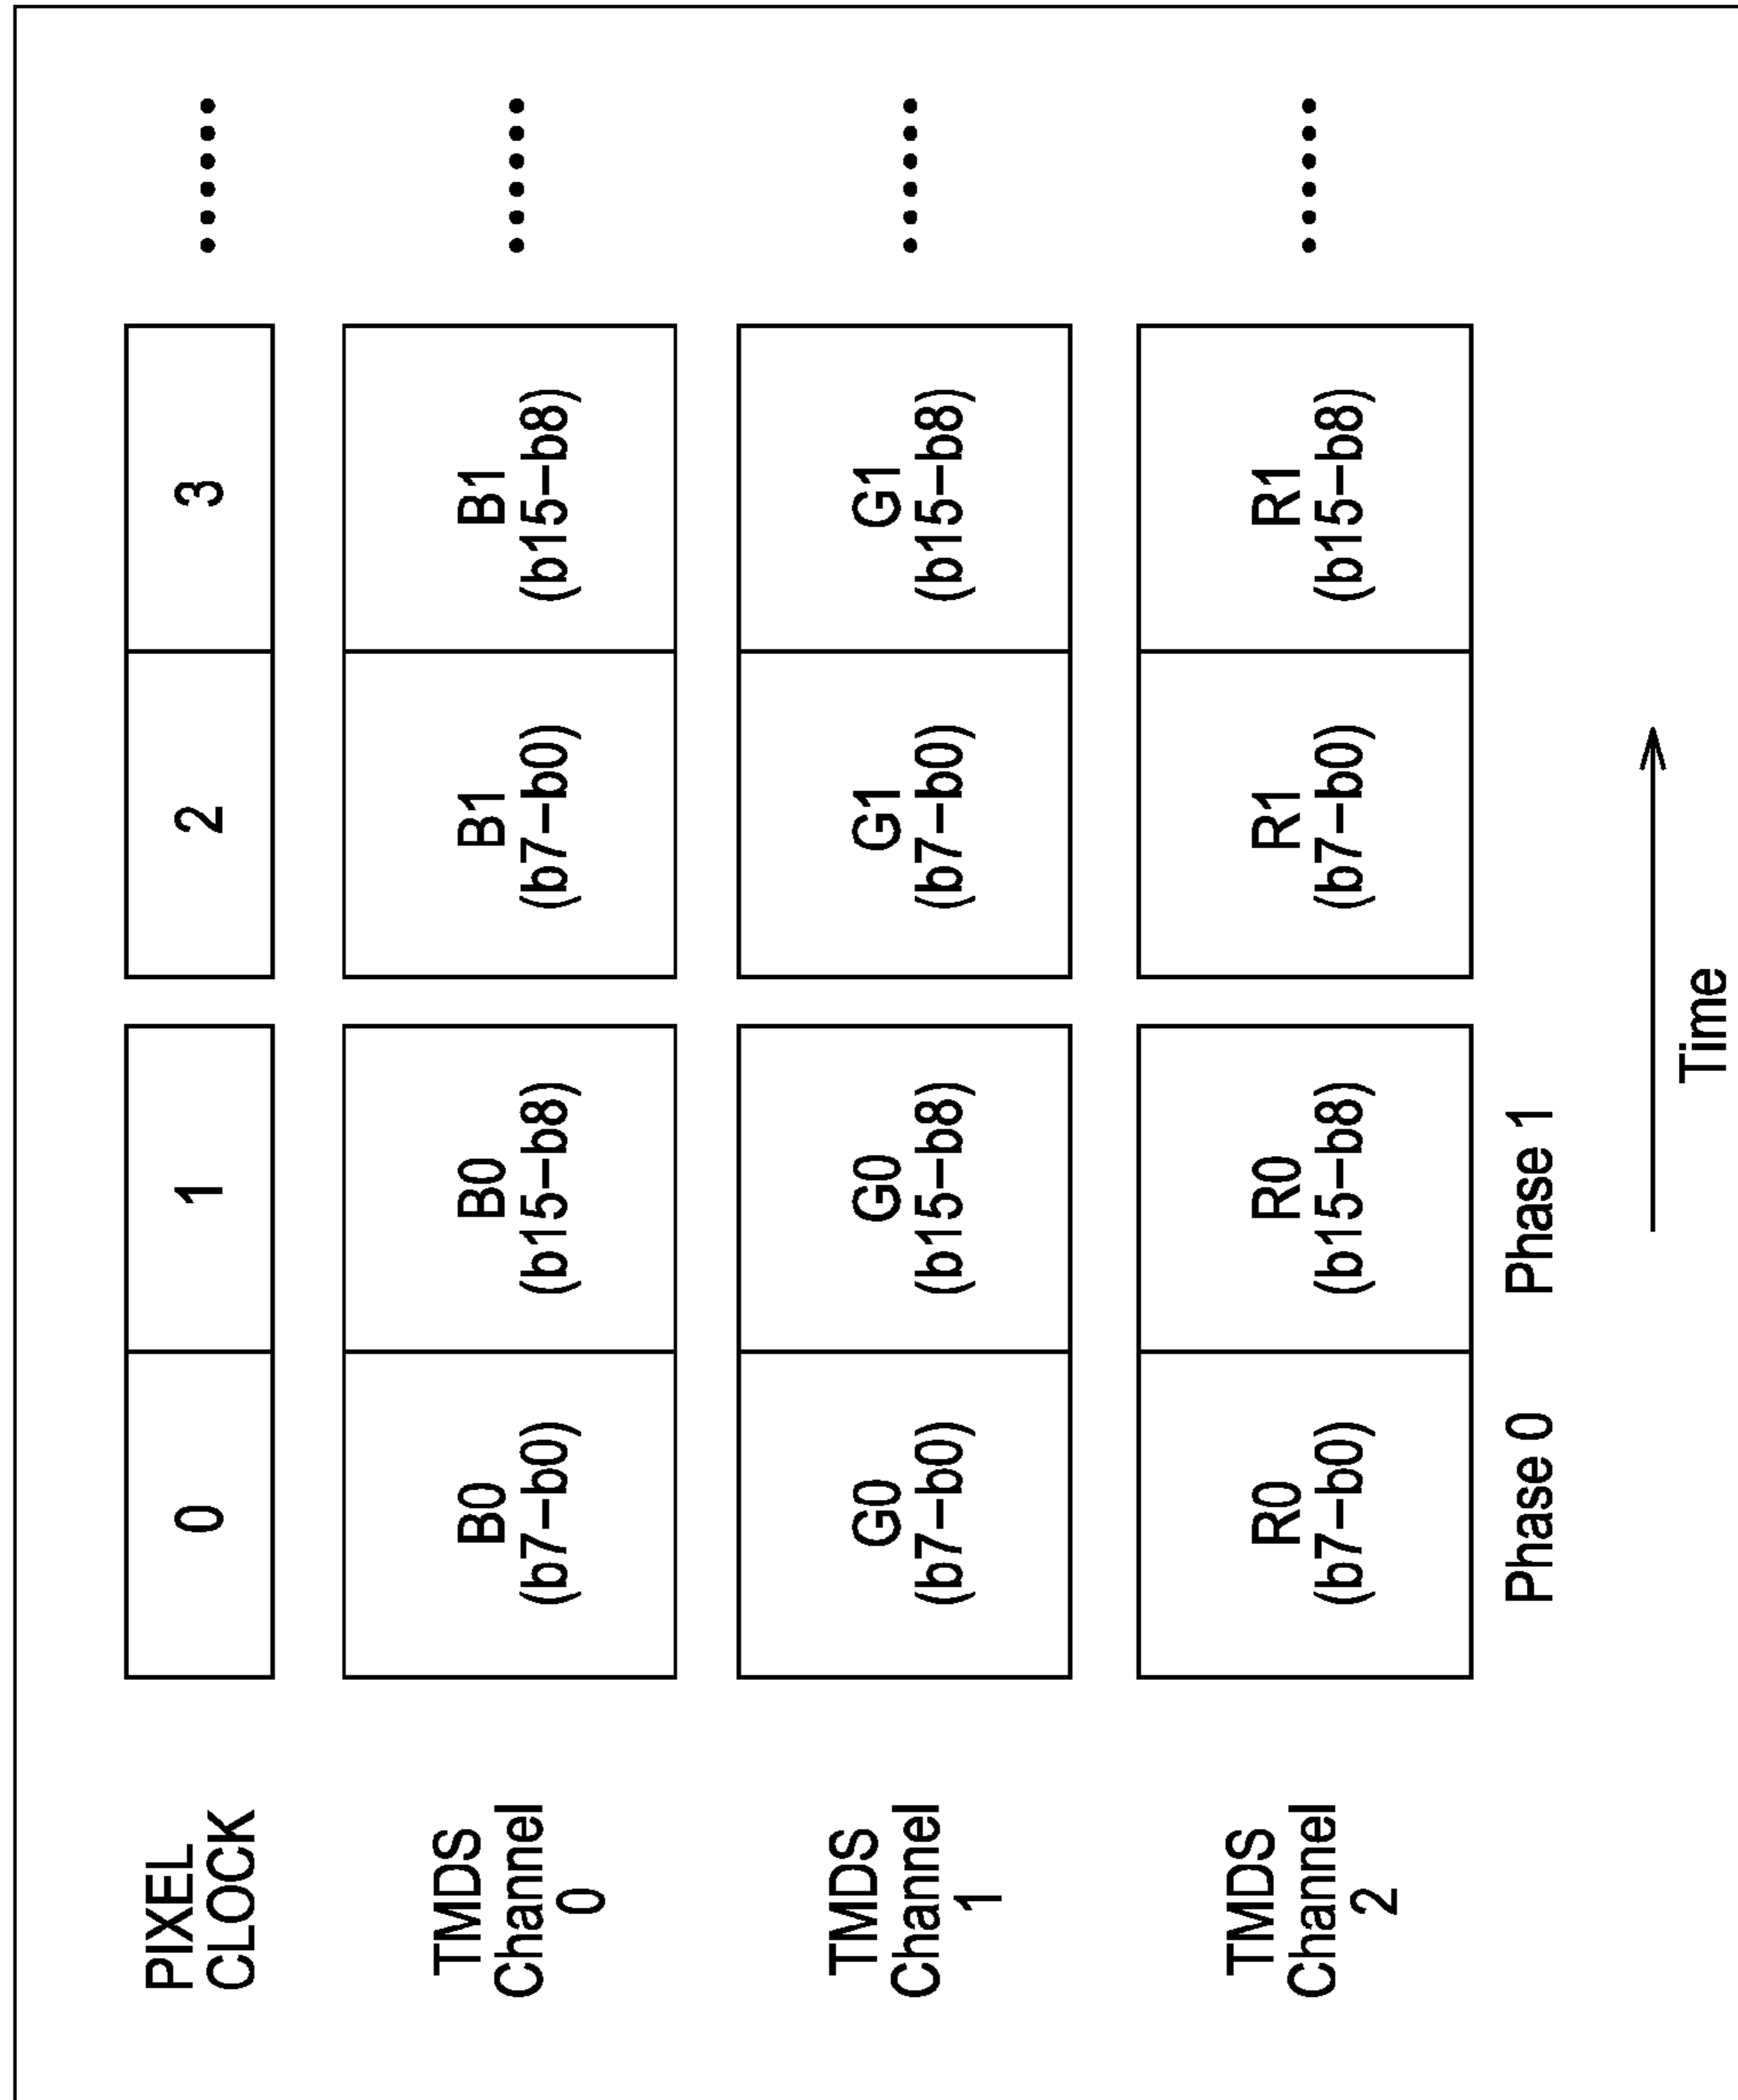 PIXEL
CLOCK
0
1
2
3
......
TMDS
Channel
0
B0
(b7-b0)
B0
(b15-b8)
B1
(b7-b0)
B1
(b15-b8)
......
TMDS
Channel
1
G0
(b7-b0)
G0
(b15-b8)
G1
(b7-b0)
G1
(b15-b8)
......
TMDS
Channel
2
R0
(b7-b0)
R0
(b15-b8)
R1
(b7-b0)
R1
(b15-b8)
......
Phase 0
Phase 1
Time